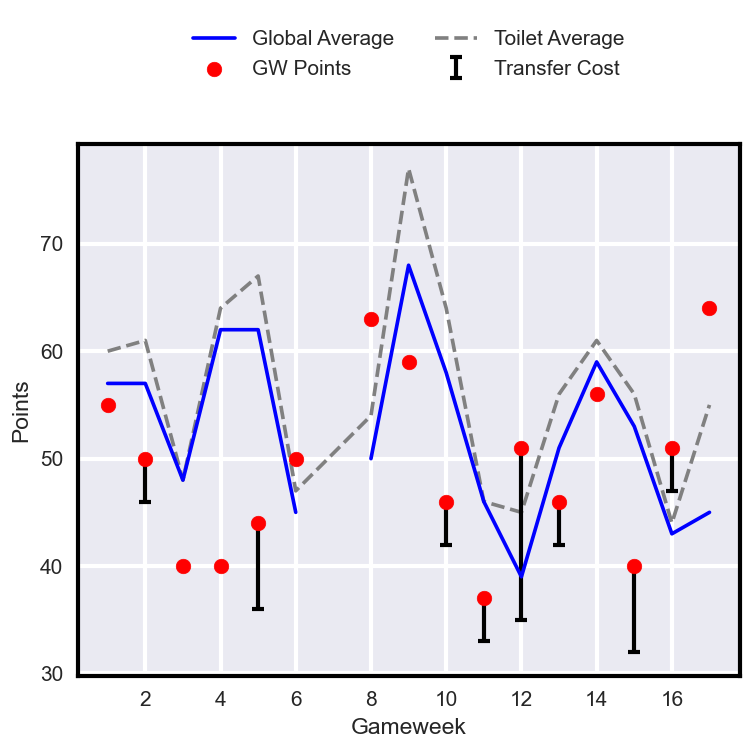 Global Average
Toilet Average
GW Points
Transfer Cost
70
60
50
40
30
Points
2 4 6 8 10 12 14 16
Gameweek